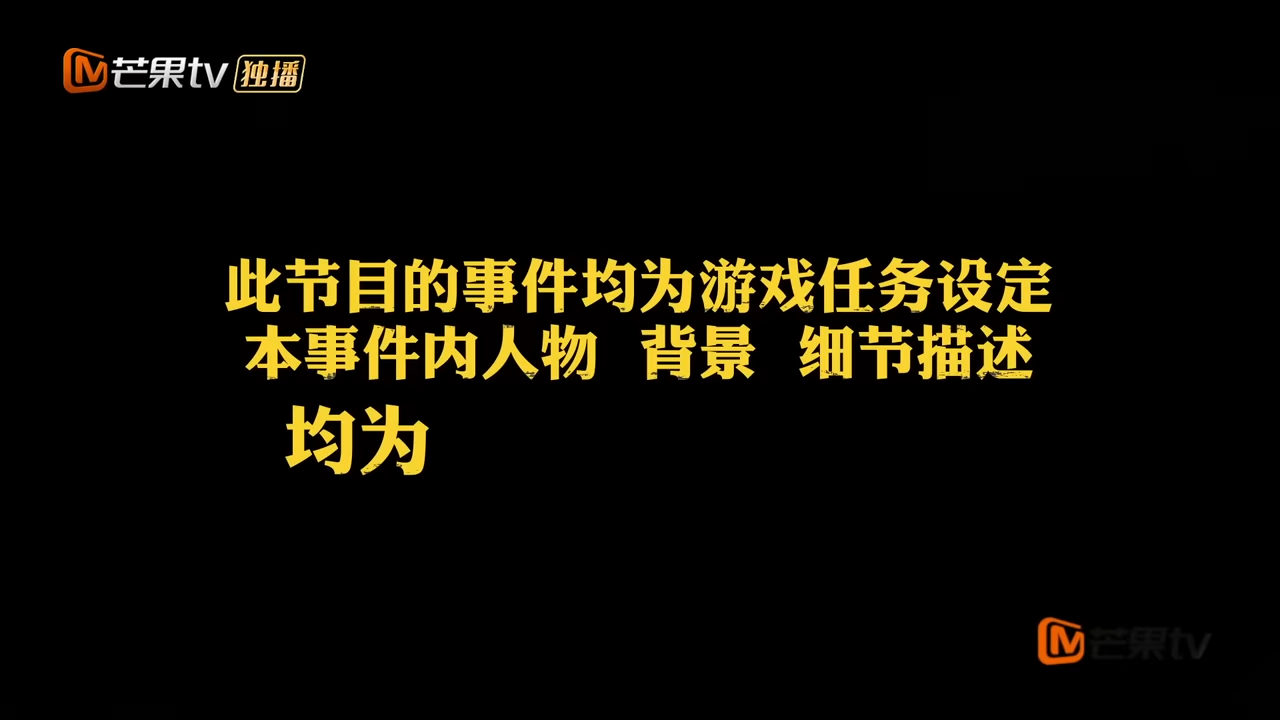 芒果tv 独播
此节目的事件均为游戏任务设定
本事件内人物 背景 细节描述
均为
芒果tv